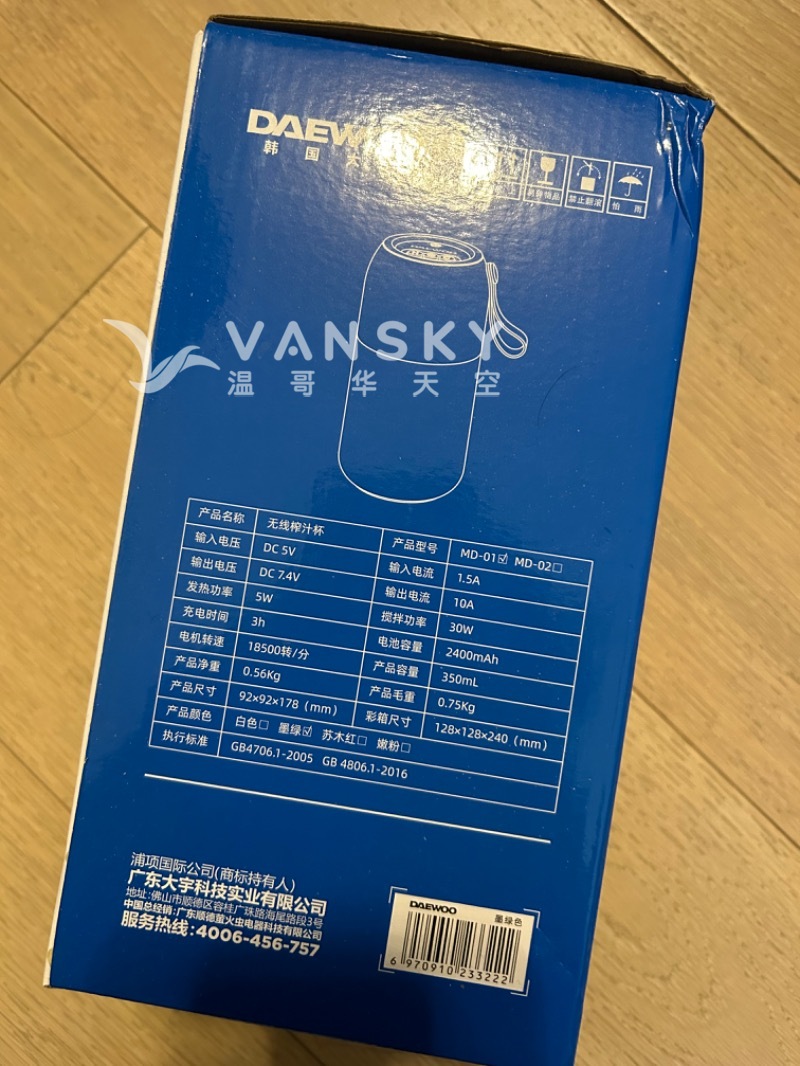 DAEW
韩 国
禁止翻滚
怕 雨
VANSKY
温哥华天空
产品名称 无线榨汁杯 产品型号 MD-01☑ MD-02☐
输入电压 DC 5V 输入电流 1.5A
输出电压 DC 7.4V 输出电流 10A
发热功率 5W 搅拌功率 30W
充电时间 3h 电池容量 2400mAh
电机转速 18500转/分 产品容量 350mL
产品净重 0.56Kg 产品毛重 0.75Kg
产品尺寸 92×92×178（mm） 彩箱尺寸 128×128×240（mm）
产品颜色 白色☐ 墨绿☑ 苏木红☐ 嫩粉☐
执行标准 GB4706.1-2005 GB 4806.1-2016
浦项国际公司(商标持有人)
广东大宇科技实业有限公司
地址:佛山市顺德区容桂广珠路海尾路段3号
中国总经销:广东顺德萤火虫电器科技有限公司
服务热线:4006-456-757
DAEWOO 墨绿色
6 970910 233222